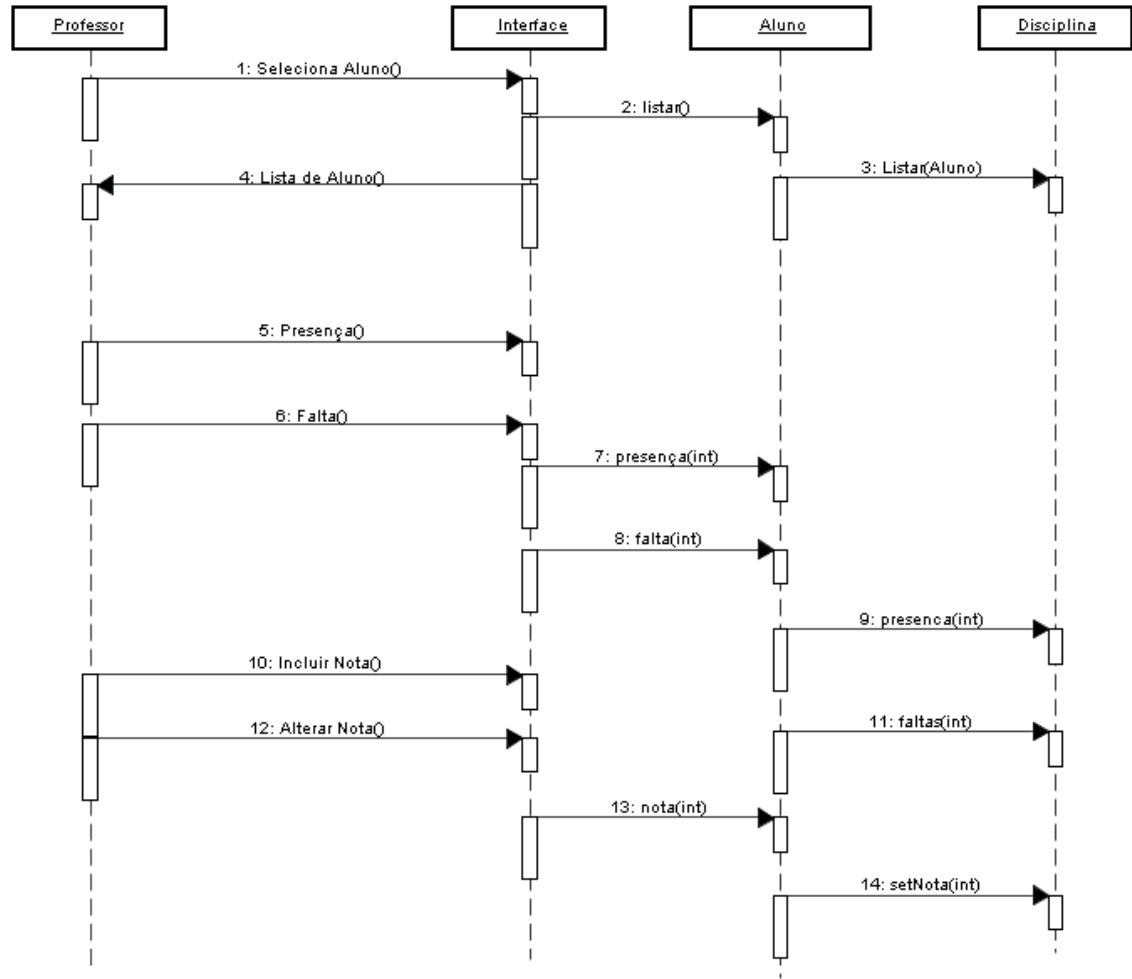 Professor
Interface
Aluno
Disciplina
1: Seleciona Aluno()
2: listar()
3: Listar(Aluno)
4: Lista de Aluno()
5: Presença()
6: Falta()
7: presença(int)
8: falta(int)
9: presenca(int)
10: Incluir Nota()
11: faltas(int)
12: Alterar Nota()
13: nota(int)
14: setNota(int)